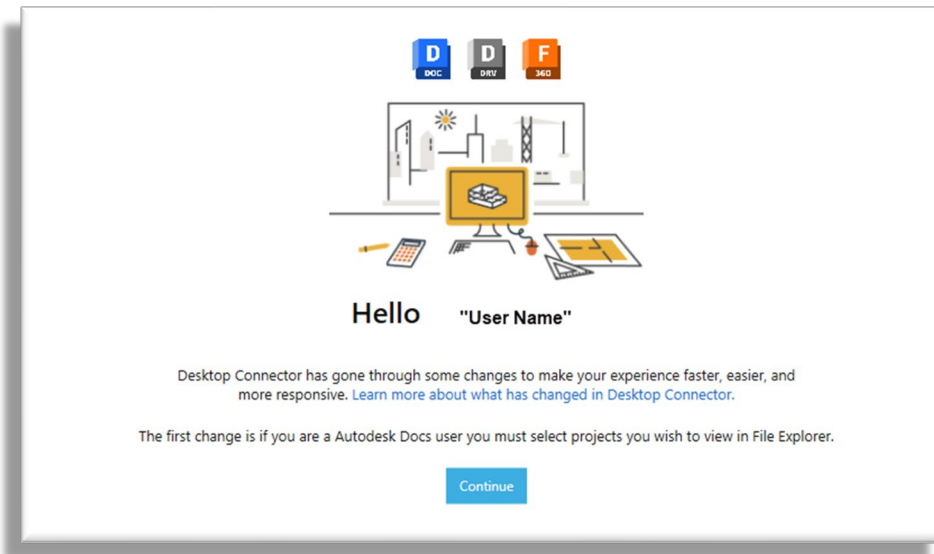 D D F
DOC DRV 360
Hello "User Name"
Desktop Connector has gone through some changes to make your experience faster, easier, and
more responsive. Learn more about what has changed in Desktop Connector.
The first change is if you are a Autodesk Docs user you must select projects you wish to view in File Explorer.
Continue